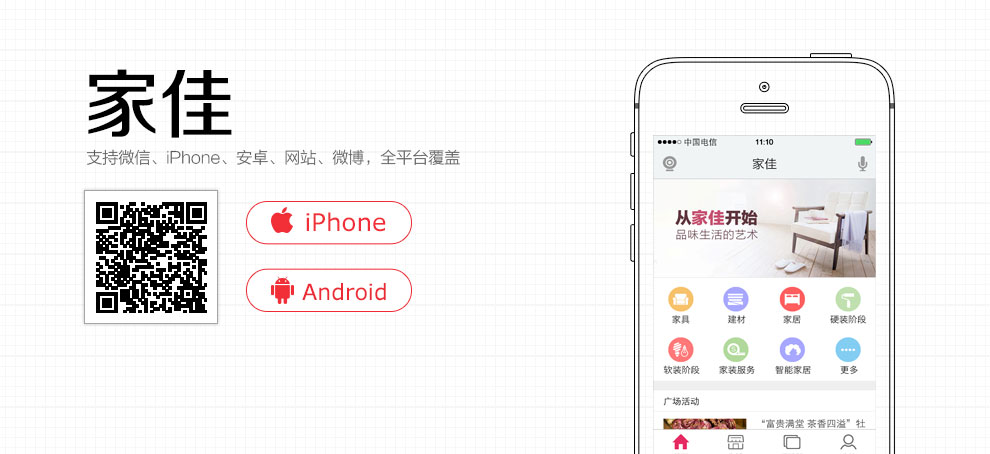 家佳
支持微信、iPhone、安卓、网站、微博，全平台覆盖
iPhone
Android
中国电信 11:10
家佳
从家佳开始
品味生活的艺术
家具 建材 家居 硬装阶段
软装阶段 家装服务 智能家居 更多
广场活动
“富贵满堂 茶香四溢”牡